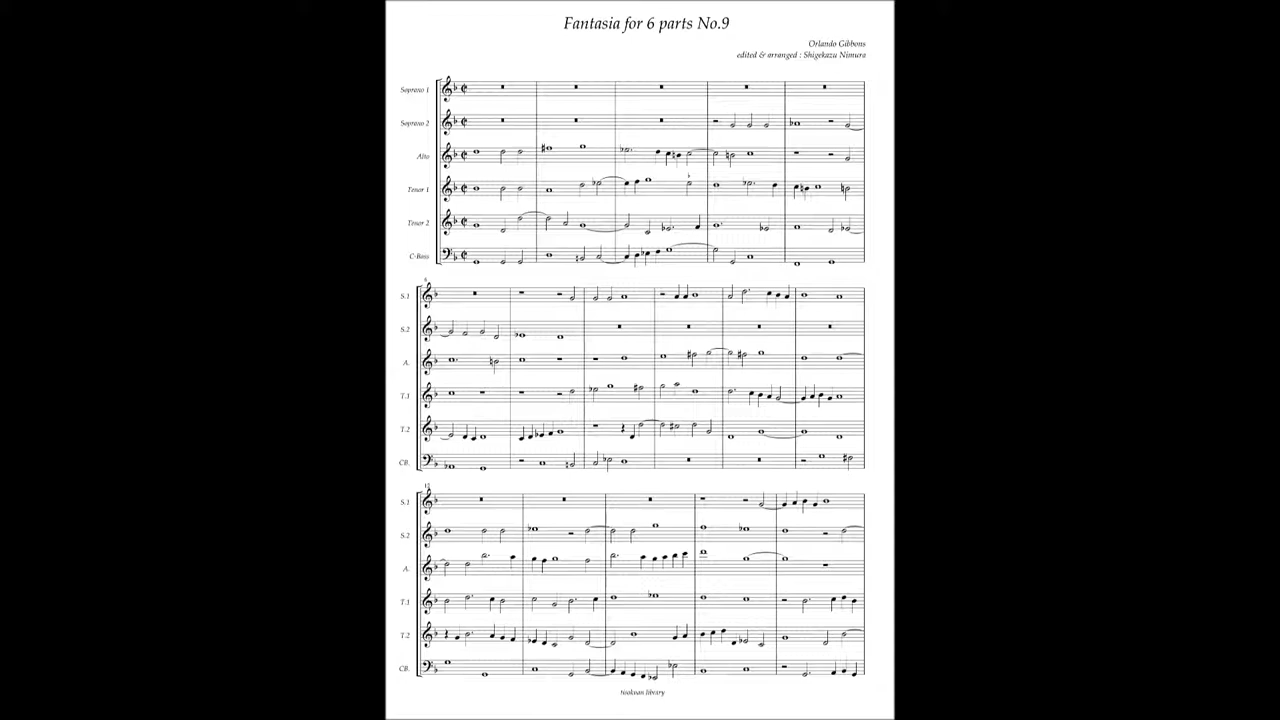 Fantasia for 6 parts No.9
Orlando Gibbons
edited & arranged : Shigekazu Nimura
Soprano 1
Soprano 2
Alto
Tenor 1
Tenor 2
C-Bass
6
S.1
S.2
A.
T.1
T.2
CB.
12
S.1
S.2
A.
T.1
T.2
CB.
library